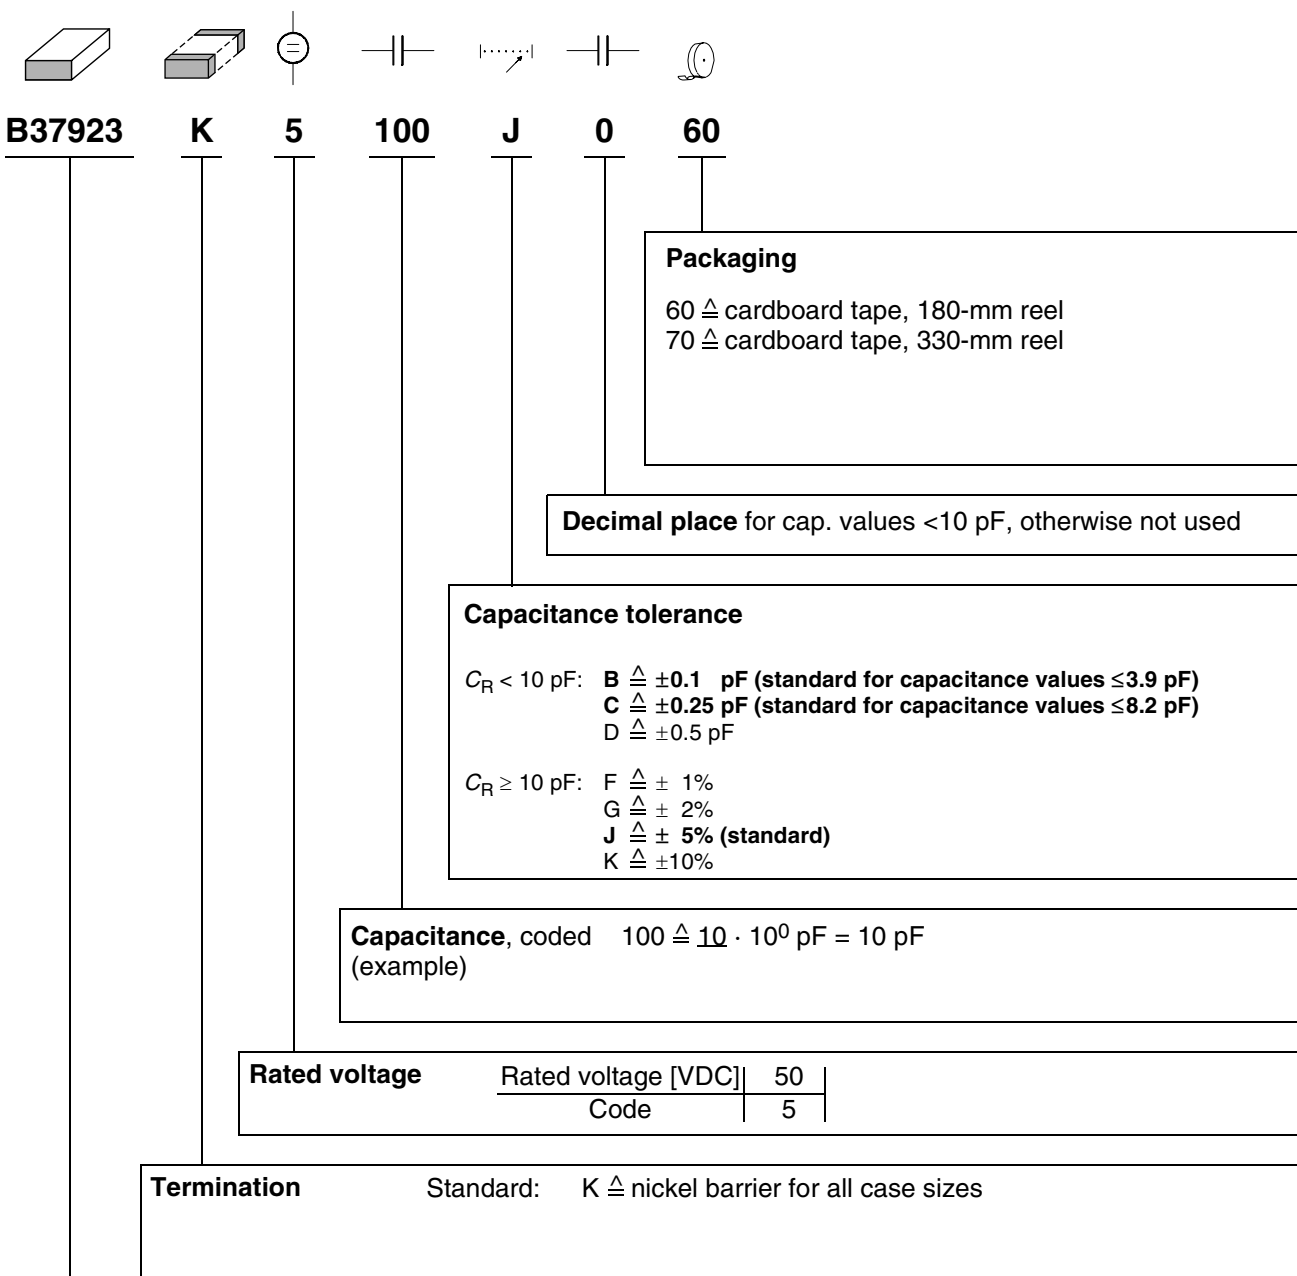 B37923 K 5 100 J 0 60
Packaging
60 ≙ cardboard tape, 180-mm reel
70 ≙ cardboard tape, 330-mm reel
Decimal place for cap. values <10 pF, otherwise not used
Capacitance tolerance
CR < 10 pF: B ≙ ±0.1 pF (standard for capacitance values ≤3.9 pF)
C ≙ ±0.25 pF (standard for capacitance values ≤8.2 pF)
D ≙ ±0.5 pF
CR ≥ 10 pF: F ≙ ± 1%
G ≙ ± 2%
J ≙ ± 5% (standard)
K ≙ ±10%
Capacitance, coded 100 ≙ 10 · 10⁰ pF = 10 pF
(example)
Rated voltage Rated voltage [VDC] 50
Code 5
Termination Standard: K ≙ nickel barrier for all case sizes